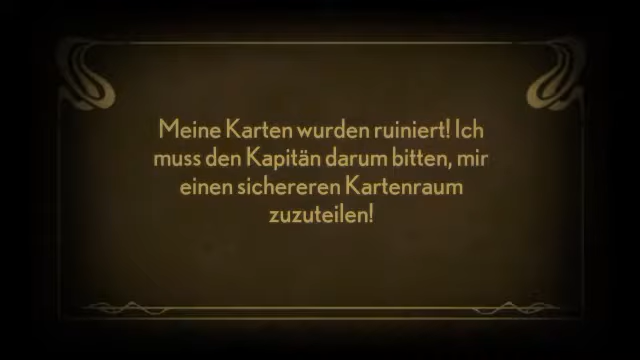 Meine Karten wurden ruiniert! Ich
muss den Kapitän darum bitten, mir
einen sichereren Kartenraum
zuzuteilen!